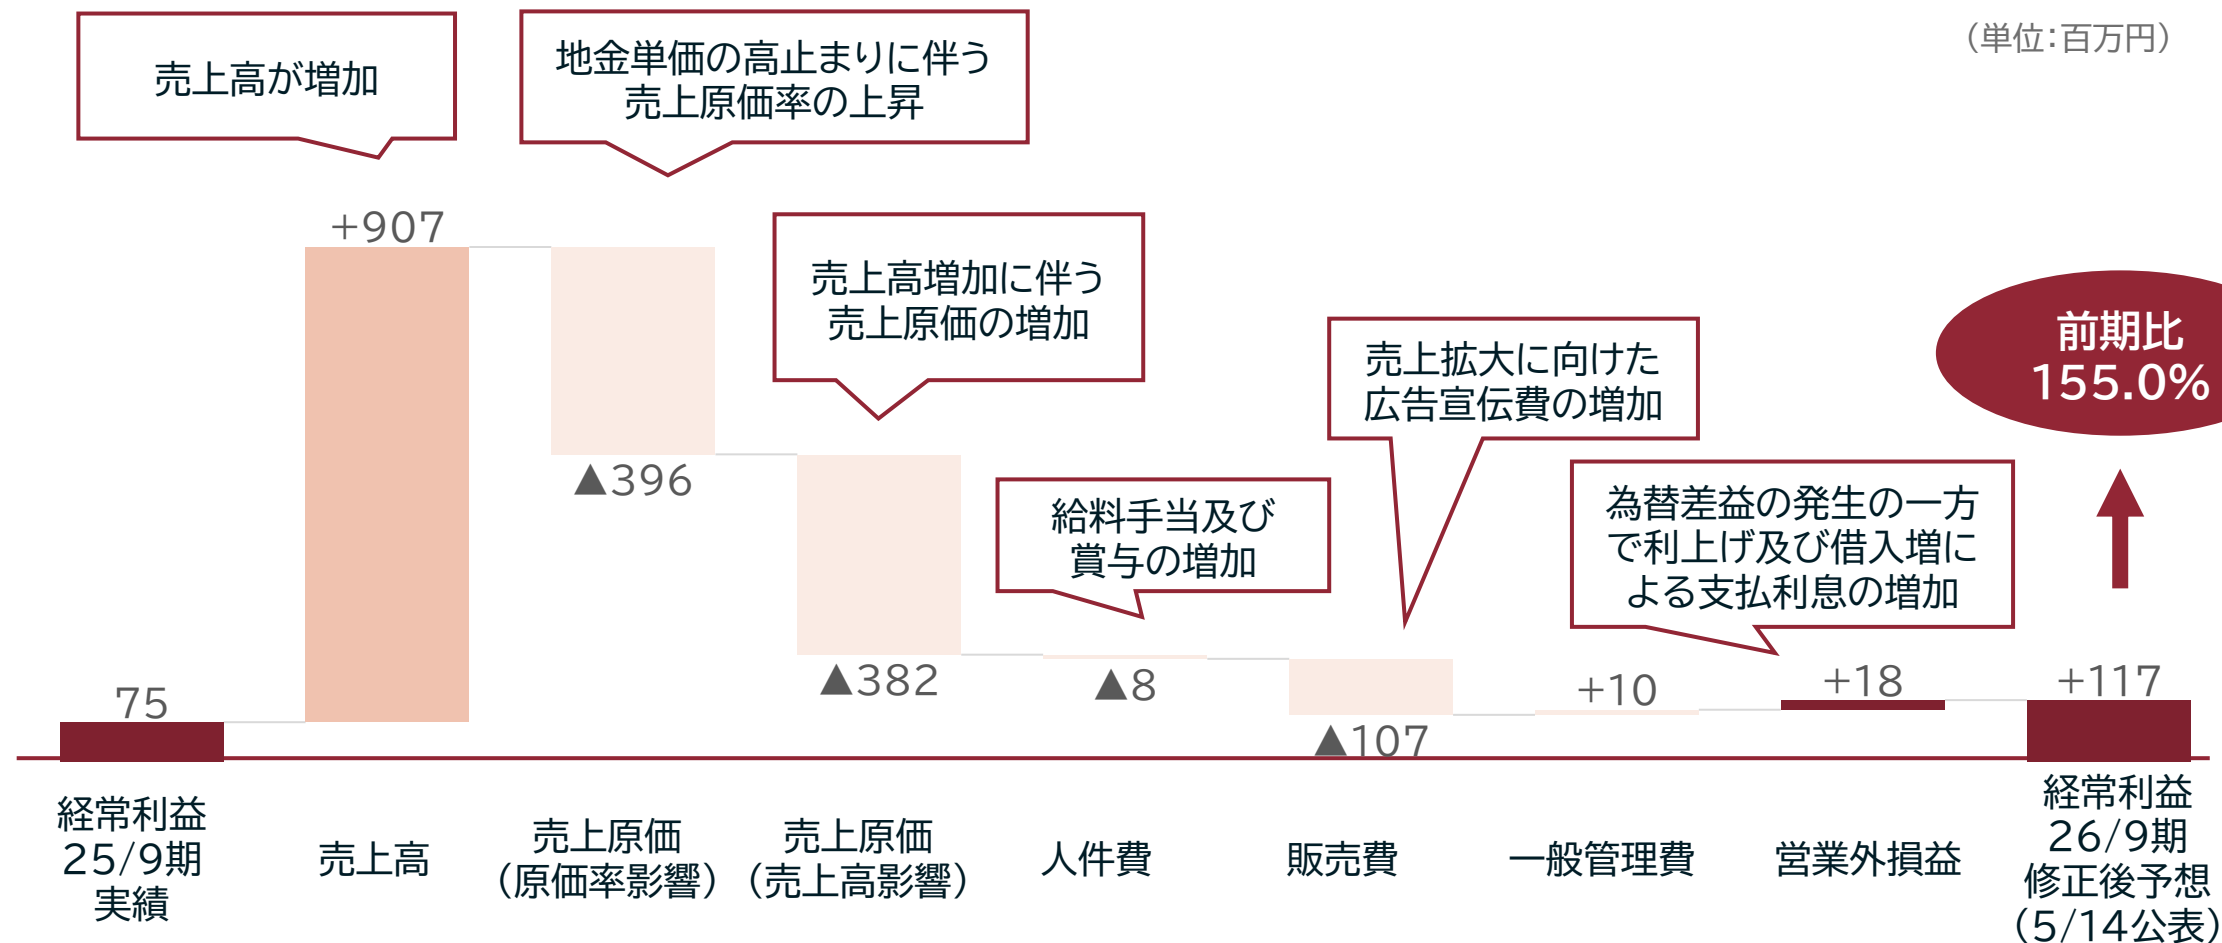 （単位：百万円）
売上高が増加
地金単価の高止まりに伴う
売上原価率の上昇
売上高増加に伴う
売上原価の増加
給料手当及び
賞与の増加
売上拡大に向けた
広告宣伝費の増加
為替差益の発生の一方
で利上げ及び借入増に
よる支払利息の増加
前期比
155.0%
75
+907
▲396
▲382
▲8
▲107
+10
+18
+117
経常利益
25/9期
実績
売上高
売上原価
（原価率影響）
売上原価
（売上高影響）
人件費
販売費
一般管理費
営業外損益
経常利益
26/9期
修正後予想
（5/14公表）